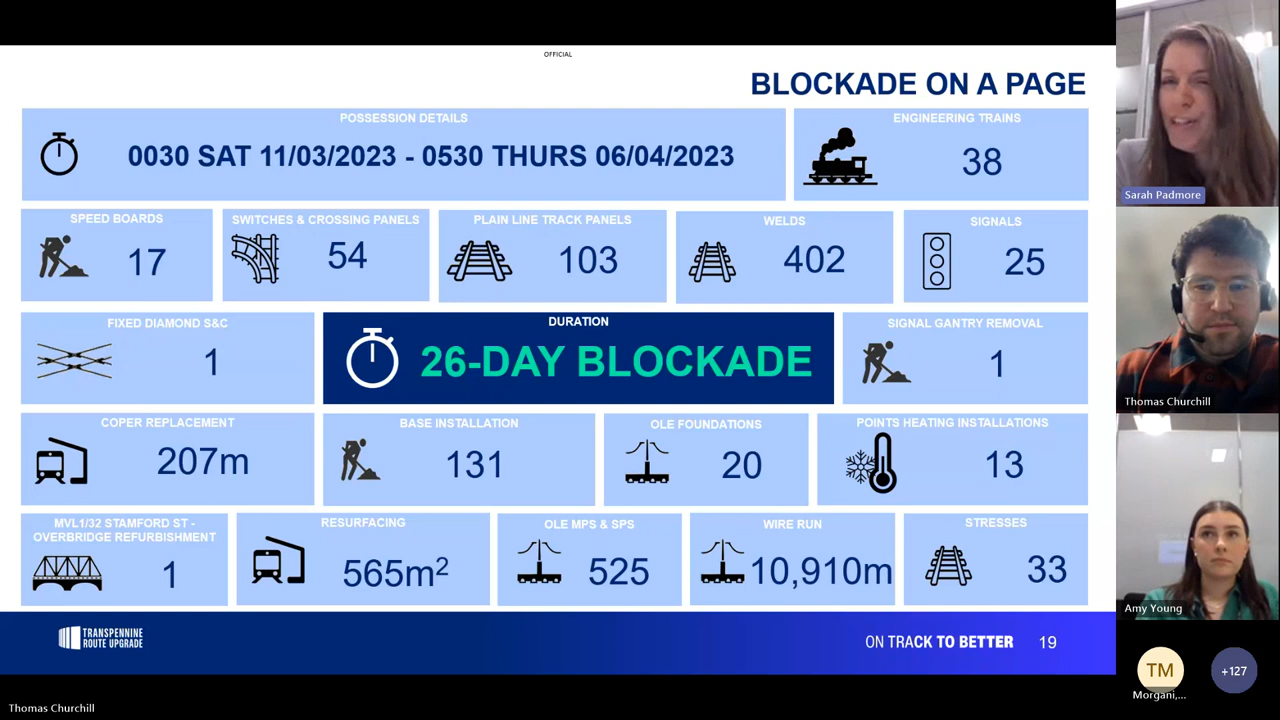 OFFICIAL
BLOCKADE ON A PAGE
POSSESSION DETAILS
0030 SAT 11/03/2023 - 0530 THURS 06/04/2023
ENGINEERING TRAINS
38
SPEED BOARDS
17
SWITCHES & CROSSING PANELS
54
PLAIN LINE TRACK PANELS
103
WELDS
402
SIGNALS
25
FIXED DIAMOND S&C
1
DURATION
26-DAY BLOCKADE
SIGNAL GANTRY REMOVAL
1
COPER REPLACEMENT
207m
BASE INSTALLATION
131
OLE FOUNDATIONS
20
POINTS HEATING INSTALLATIONS
13
MVL1/32 STAMFORD ST -
OVERBRIDGE REFURBISHMENT
1
RESURFACING
565m²
OLE MPS & SPS
525
WIRE RUN
10,910m
STRESSES
33
TRANSPENNINE
ROUTE UPGRADE
ON TRACK TO BETTER
19
Sarah Padmore
Thomas Churchill
Amy Young
TM
Morgani,...
+127
Thomas Churchill